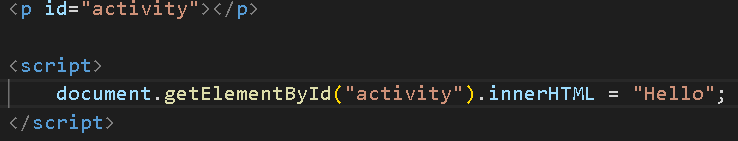 <p id="activity"></p>
<script>
document.getElementById("activity").innerHTML = "Hello";
</script>